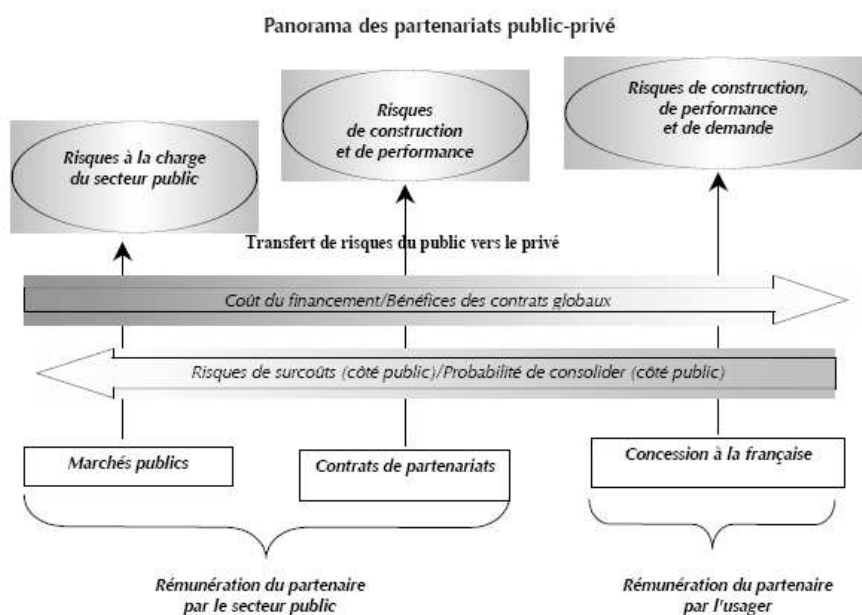 Panorama des partenariats public-privé
Risques à la charge
du secteur public
Risques
de construction
et de performance
Risques de construction,
de performance
et de demande
Transfert de risques du public vers le privé
Coût du financement/Bénéfices des contrats globaux
Risques de surcoûts (côté public)/Probabilité de consolider (côté public)
Marchés publics
Contrats de partenariats
Concession à la française
Rémunération du partenaire
par le secteur public
Rémunération du partenaire
par l'usager